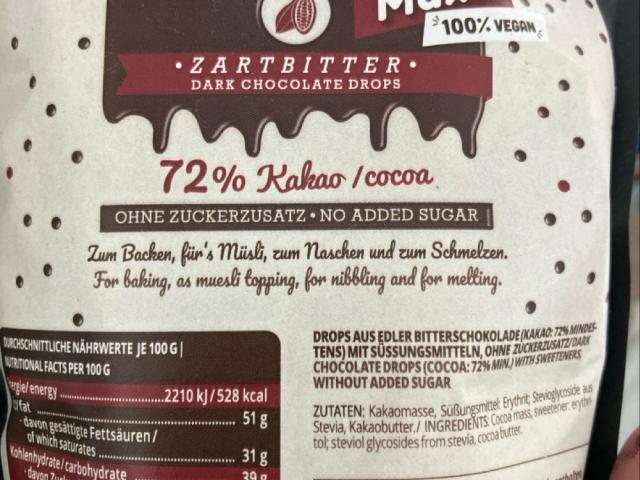 100% VEGAN
• ZARTBITTER •
DARK CHOCOLATE DROPS
72% Kakao / cocoa
OHNE ZUCKERZUSATZ • NO ADDED SUGAR
Zum Backen, für's Müsli, zum Naschen und zum Schmelzen.
For baking, as muesli topping, for nibbling and for melting.
DURCHSCHNITTLICHE NÄHRWERTE JE 100 G |
NUTRITIONAL FACTS PER 100 G
energy 2210 kJ/528 kcal
fat 51 g
· davon gesättigte Fettsäuren /
of which saturates 31 g
Kohlenhydrate / carbohydrate 39 g
DROPS AUS EDLER BITTERSCHOKOLADE (KAKAO: 72% MINDES-
TENS) MIT SÜSSUNGSMITTELN, OHNE ZUCKERZUSATZ/DARK
CHOCOLATE DROPS (COCOA: 72% MIN.) WITH SWEETENERS,
WITHOUT ADDED SUGAR
ZUTATEN: Kakaomasse, Süßungsmittel: Erythrit; Stevioglycoside aus
Stevia, Kakaobutter./ INGREDIENTS: Cocoa mass, sweetener: erythri-
tol; steviol glycosides from stevia, cocoa butter.